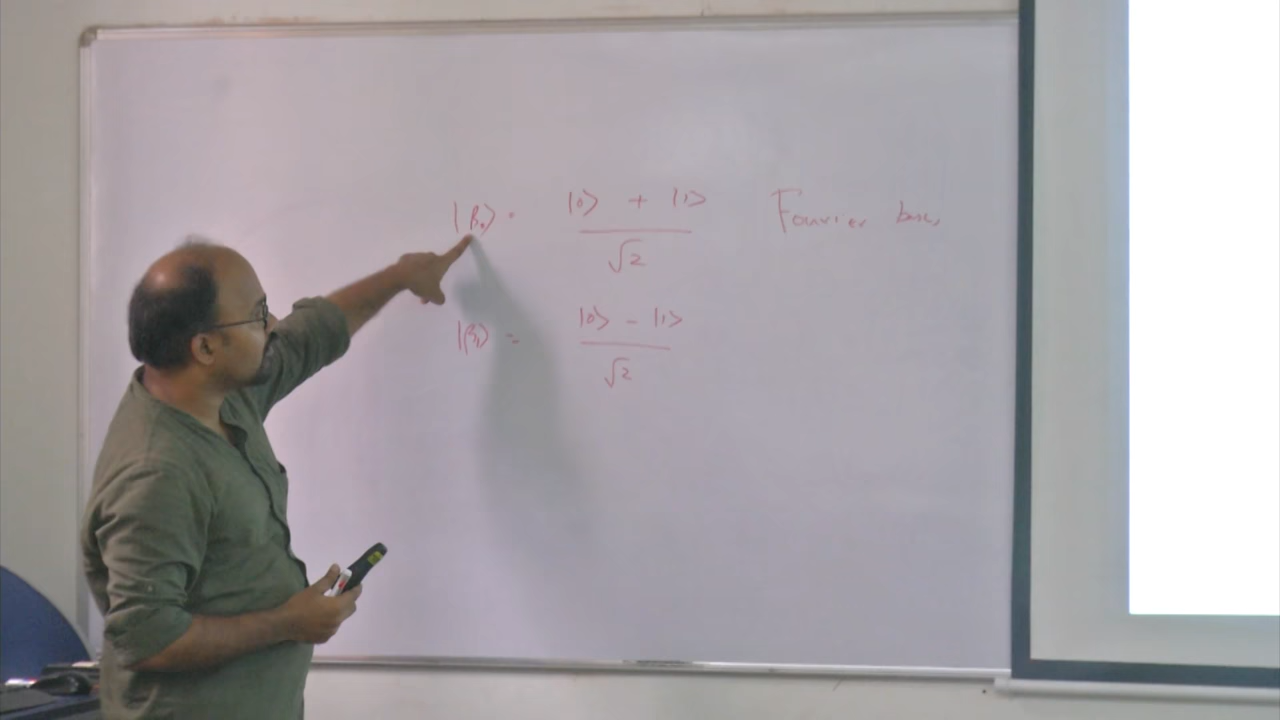 |β₀⟩ = (|0⟩ + |1⟩)/√2 Fourier basis
|β₁⟩ = (|0⟩ - |1⟩)/√2